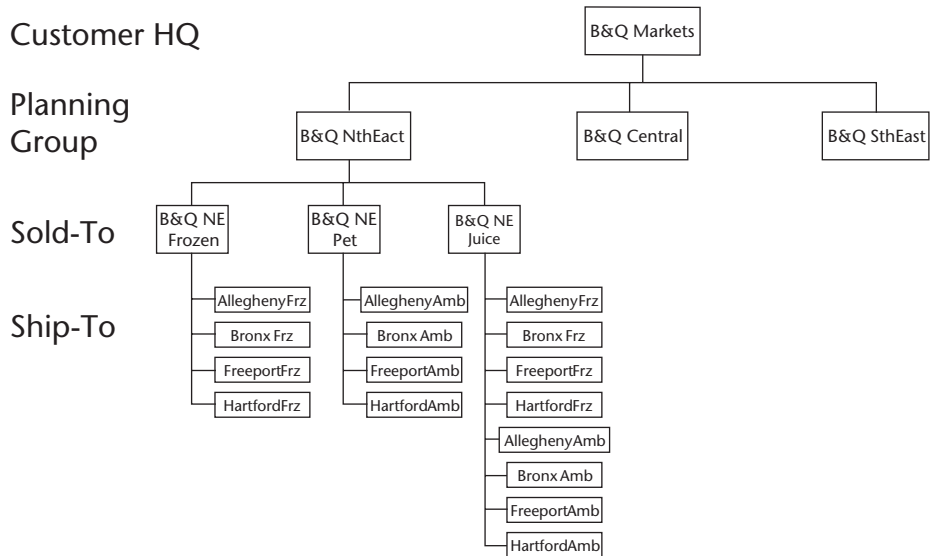 Customer HQ
B&Q Markets
Planning
Group
B&Q NthEact
B&Q Central
B&Q SthEast
Sold-To
B&Q NE
Frozen
B&Q NE
Pet
B&Q NE
Juice
Ship-To
AlleghenyFrz
Bronx Frz
FreeportFrz
HartfordFrz
AlleghenyAmb
Bronx Amb
FreeportAmb
HartfordAmb
AlleghenyFrz
Bronx Frz
FreeportFrz
HartfordFrz
AlleghenyAmb
Bronx Amb
FreeportAmb
HartfordAmb